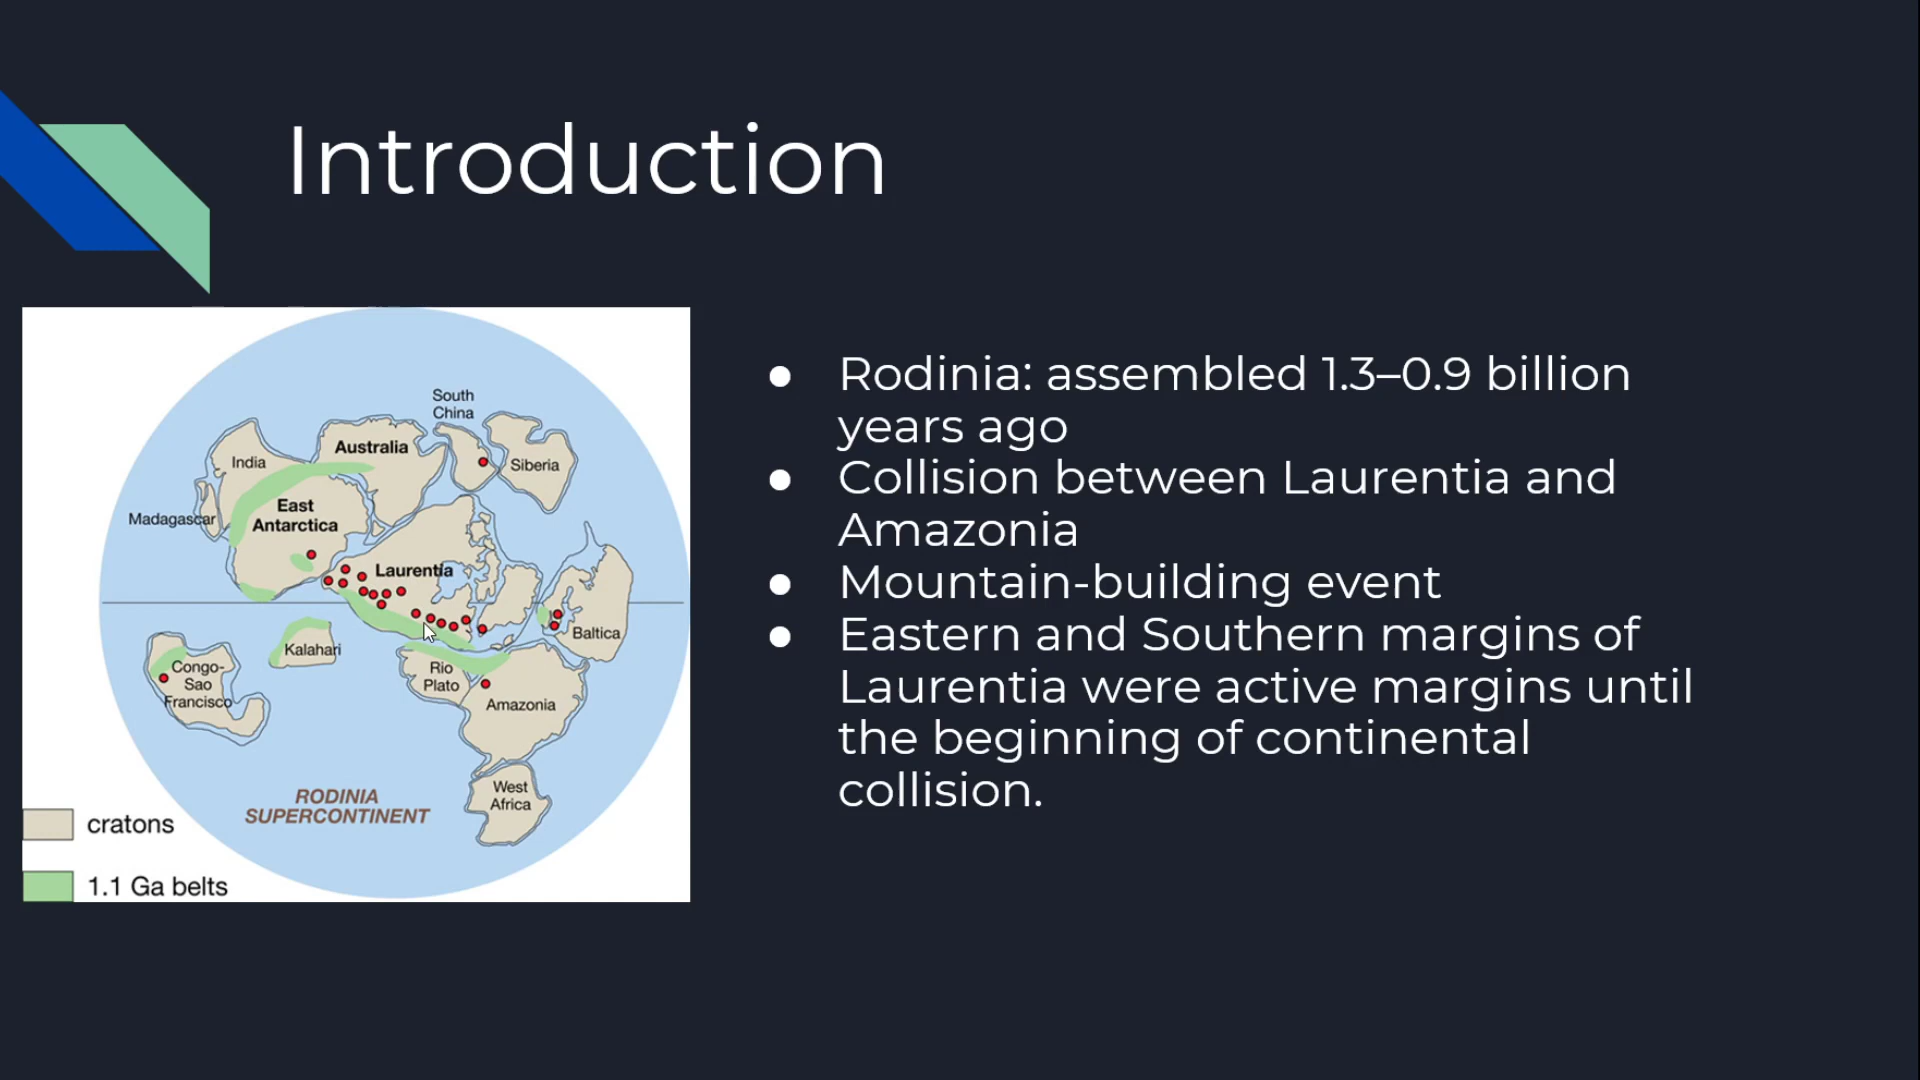 Introduction
South
China
Australia
India
Siberia
East
Antarctica
Madagascar
Laurentia
Baltica
Kalahari
Congo-
Sao
Francisco
Rio
Plato
Amazonia
West
Africa
RODINIA
SUPERCONTINENT
cratons
1.1 Ga belts
● Rodinia: assembled 1.3–0.9 billion
years ago
● Collision between Laurentia and
Amazonia
● Mountain-building event
● Eastern and Southern margins of
Laurentia were active margins until
the beginning of continental
collision.